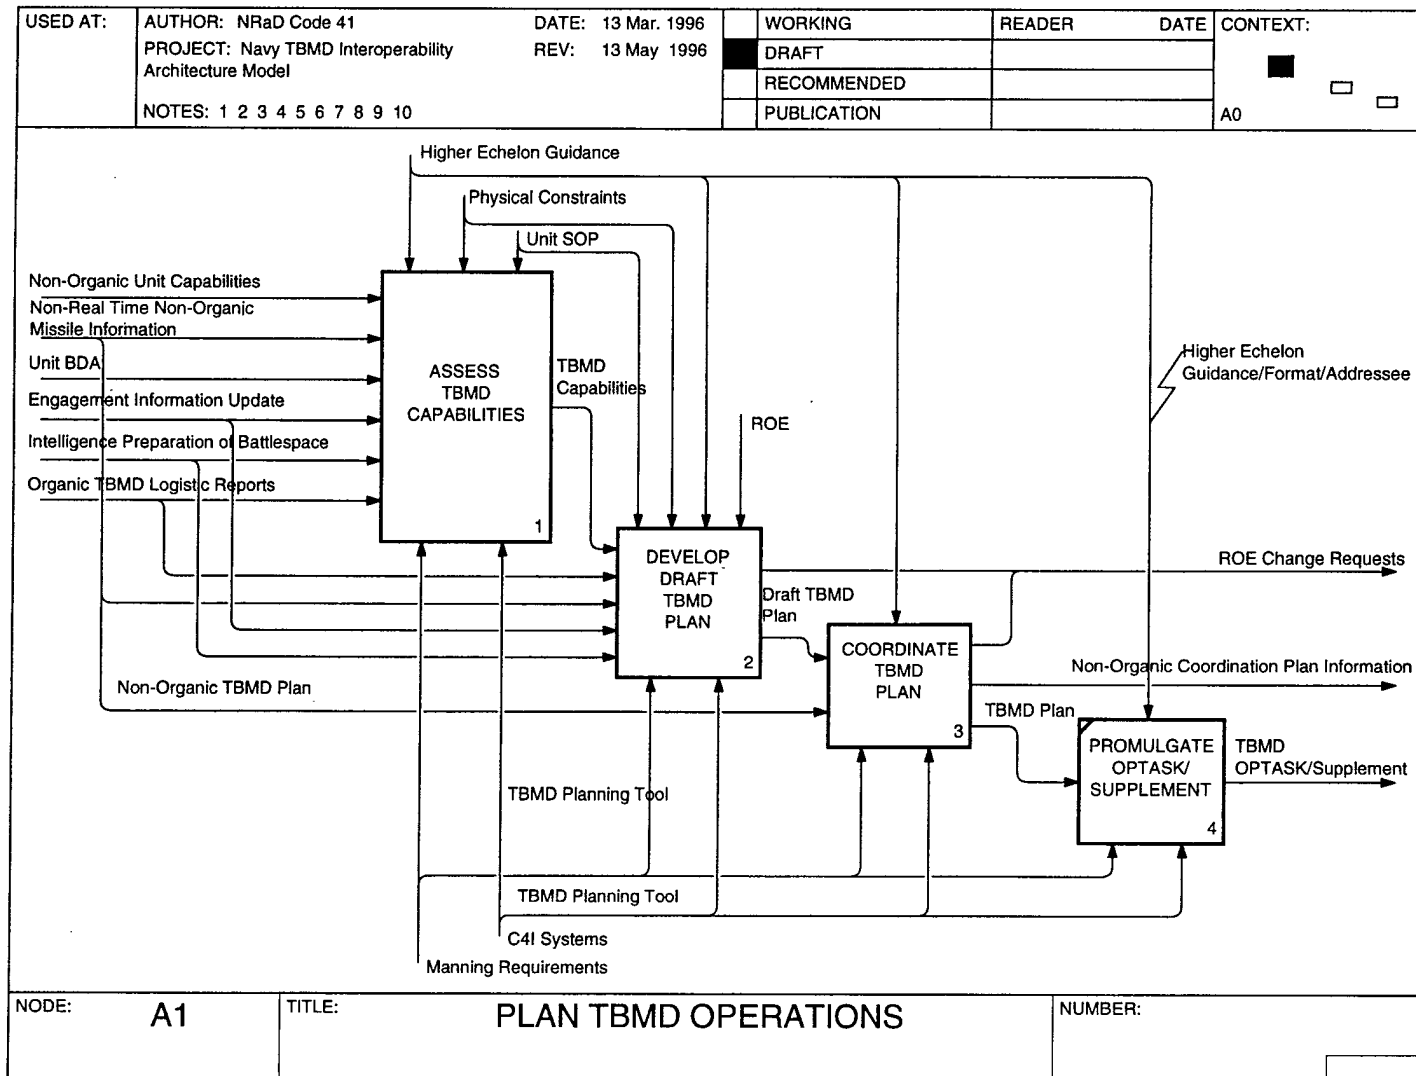 USED AT:
AUTHOR: NRaD Code 41
DATE: 13 Mar. 1996
WORKING
READER DATE
CONTEXT:
PROJECT: Navy TBMD Interoperability
REV: 13 May 1996
DRAFT
Architecture Model
RECOMMENDED
NOTES: 1 2 3 4 5 6 7 8 9 10
PUBLICATION
A0
Higher Echelon Guidance
Physical Constraints
Unit SOP
Non-Organic Unit Capabilities
Non-Real Time Non-Organic
Missile Information
Unit BDA
Engagement Information Update
Intelligence Preparation of Battlespace
Organic TBMD Logistic Reports
ASSESS
TBMD
CAPABILITIES
1
TBMD
Capabilities
ROE
Higher Echelon
Guidance/Format/Addressee
DEVELOP
DRAFT
TBMD
PLAN
2
ROE Change Requests
Draft TBMD
Plan
COORDINATE
TBMD
PLAN
3
Non-Organic Coordination Plan Information
Non-Organic TBMD Plan
TBMD Plan
PROMULGATE
OPTASK/
SUPPLEMENT
4
TBMD
OPTASK/Supplement
TBMD Planning Tool
TBMD Planning Tool
C4I Systems
Manning Requirements
NODE:
A1
TITLE:
PLAN TBMD OPERATIONS
NUMBER: